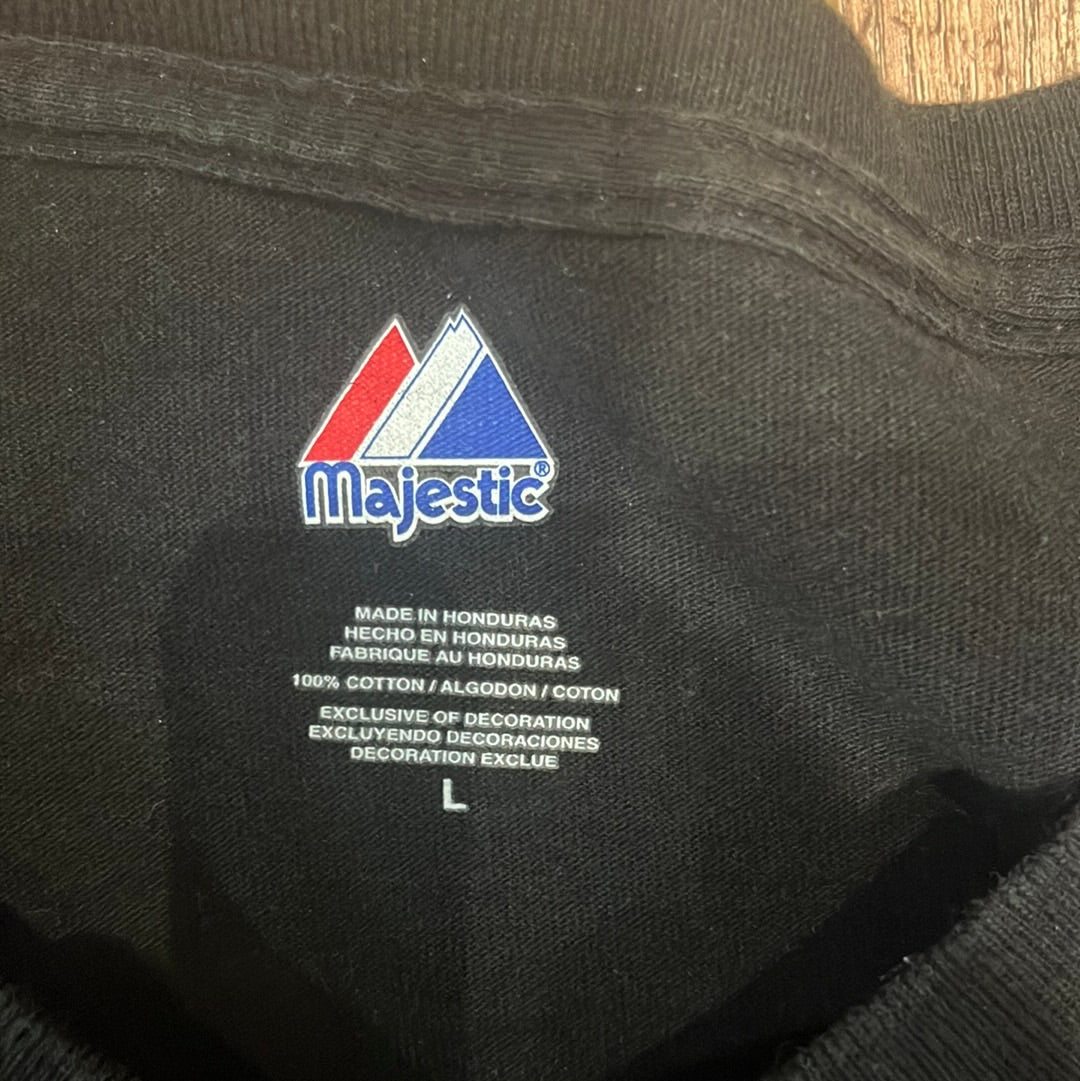 Majestic®
MADE IN HONDURAS
HECHO EN HONDURAS
FABRIQUE AU HONDURAS
100% COTTON / ALGODON / COTON
EXCLUSIVE OF DECORATION
EXCLUYENDO DECORACIONES
DECORATION EXCLUE
L